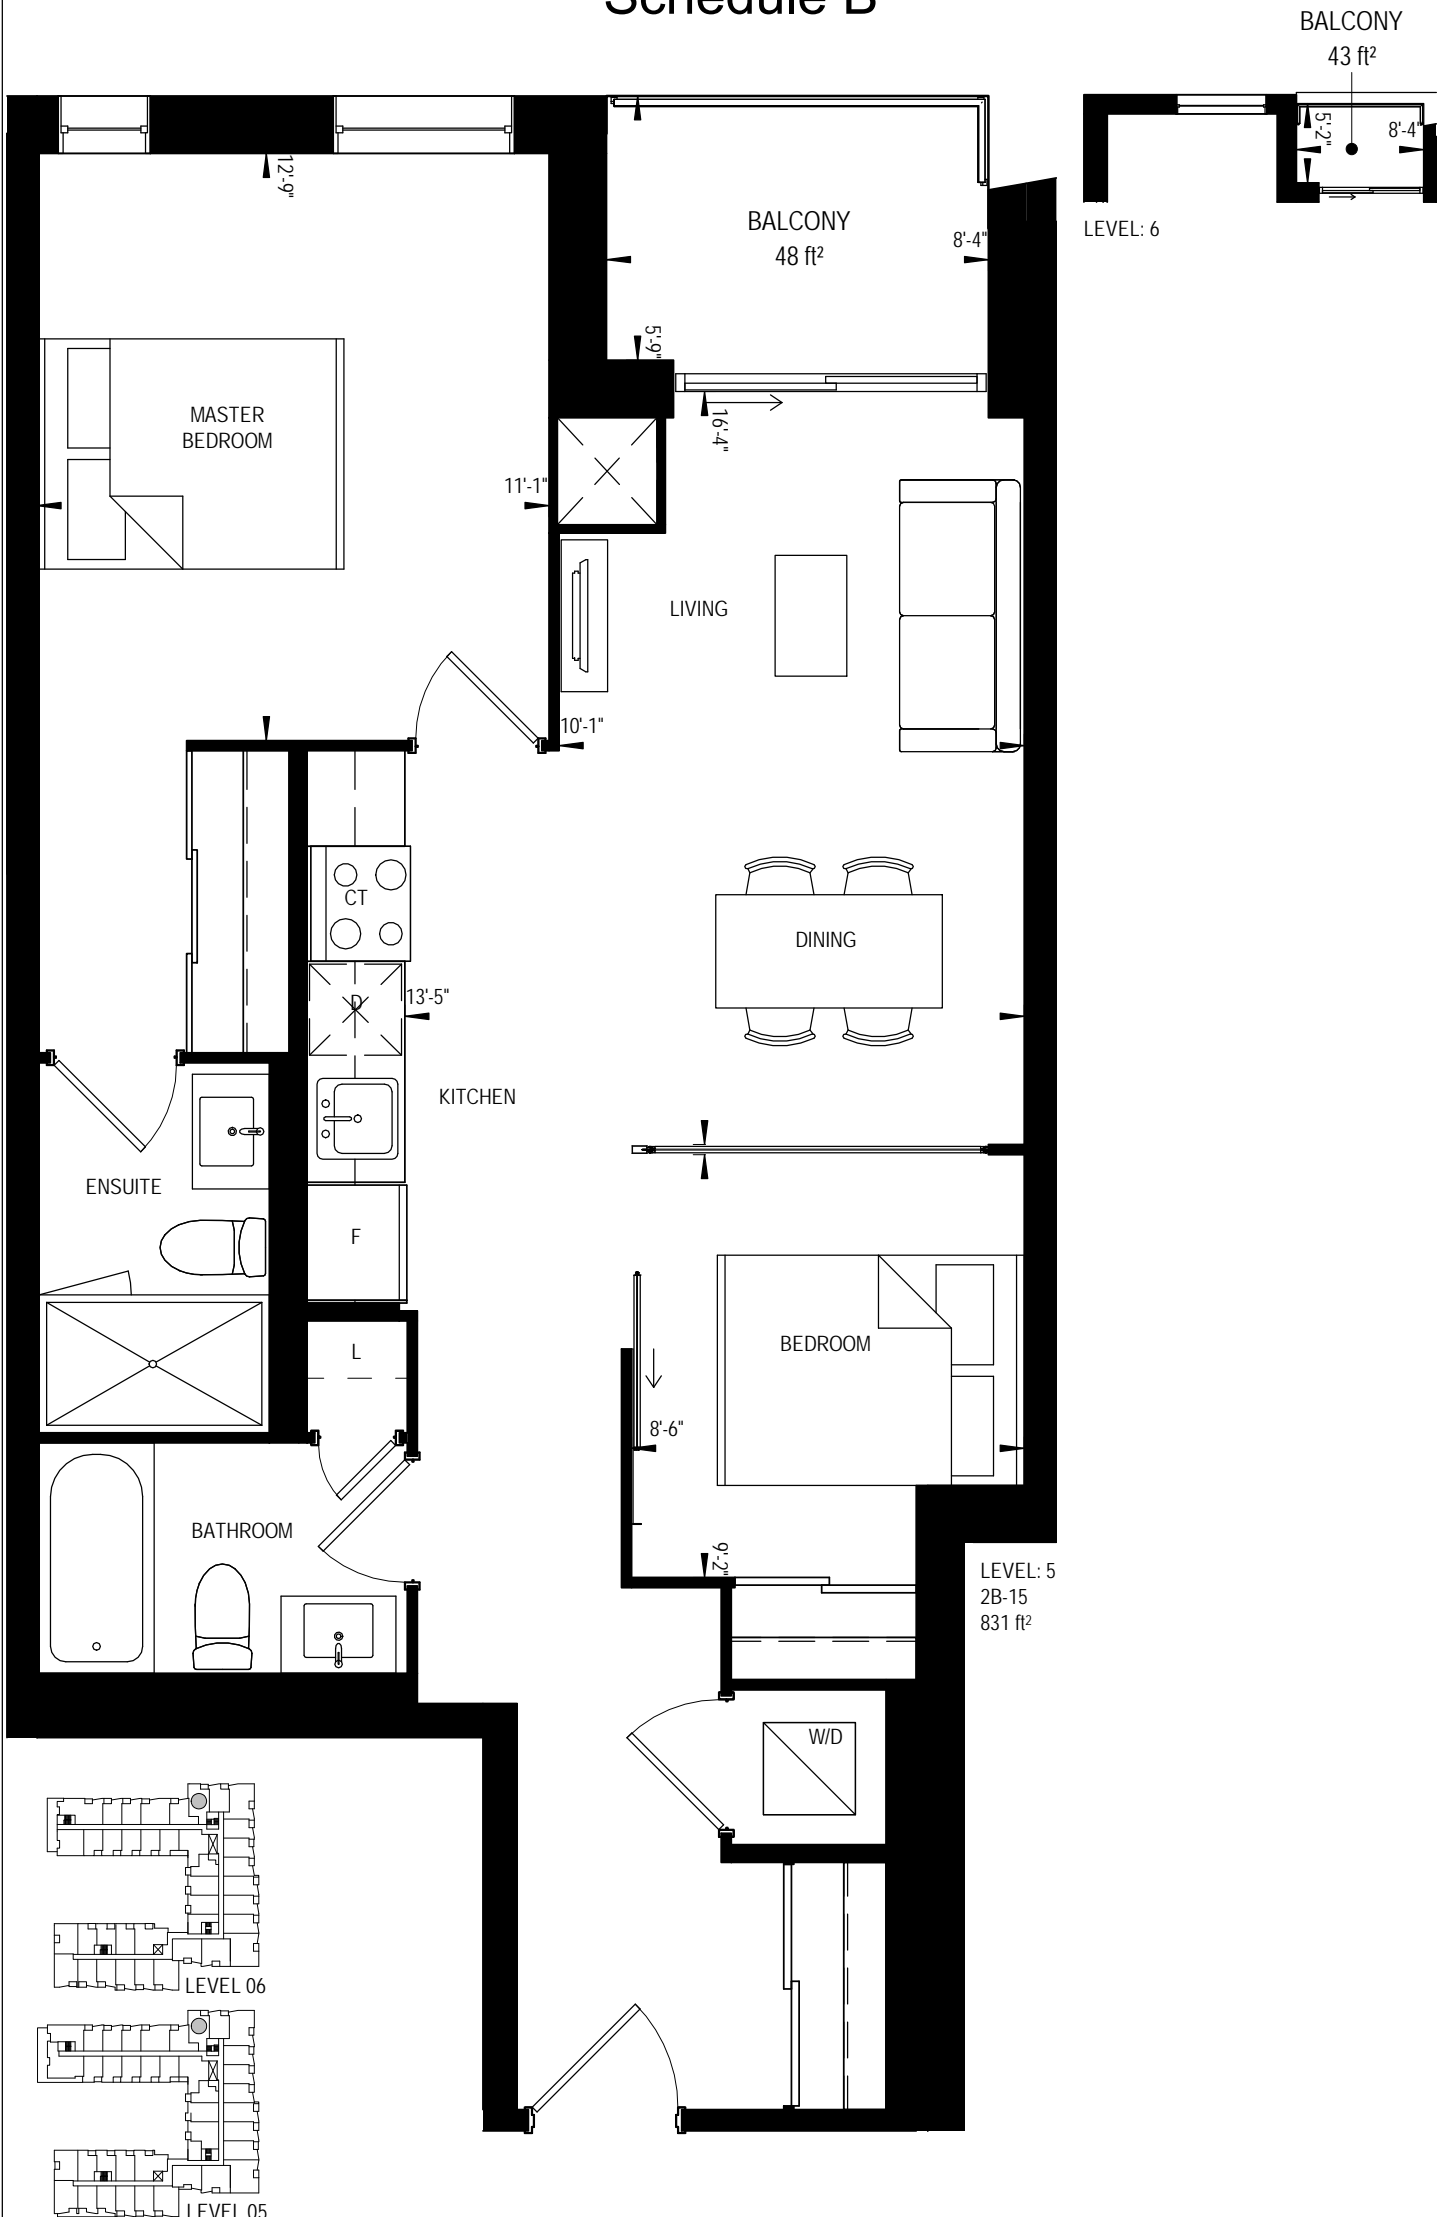 Schedule B
BALCONY
43 ft²
5'-2"
8'-4"
LEVEL: 6
12'-9"
BALCONY
48 ft²
8'-4"
5'-9"
16'-4"
MASTER
BEDROOM
11'-1"
LIVING
10'-1"
CT
DINING
D
13'-5"
KITCHEN
ENSUITE
F
BEDROOM
L
8'-6"
BATHROOM
9'-2"
LEVEL: 5
2B-15
831 ft²
W/D
LEVEL 06
LEVEL 05